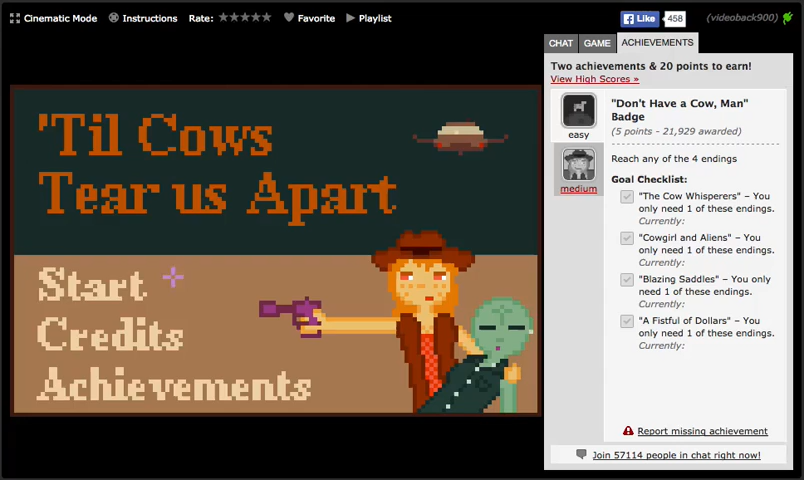 Cinematic Mode
Instructions
Rate:
Favorite
Playlist
Like
458
(videoback900)
CHAT
GAME
ACHIEVEMENTS
Two achievements & 20 points to earn!
View High Scores »
'Til Cows
Tear us Apart
Start
Credits
Achievements
easy
medium
"Don't Have a Cow, Man"
Badge
(5 points - 21,929 awarded)
Reach any of the 4 endings
Goal Checklist:
"The Cow Whisperers" – You
only need 1 of these endings.
Currently:
"Cowgirl and Aliens" – You
only need 1 of these endings.
Currently:
"Blazing Saddles" – You only
need 1 of these endings.
Currently:
"A Fistful of Dollars" – You
only need 1 of these endings.
Currently:
Report missing achievement
Join 57114 people in chat right now!